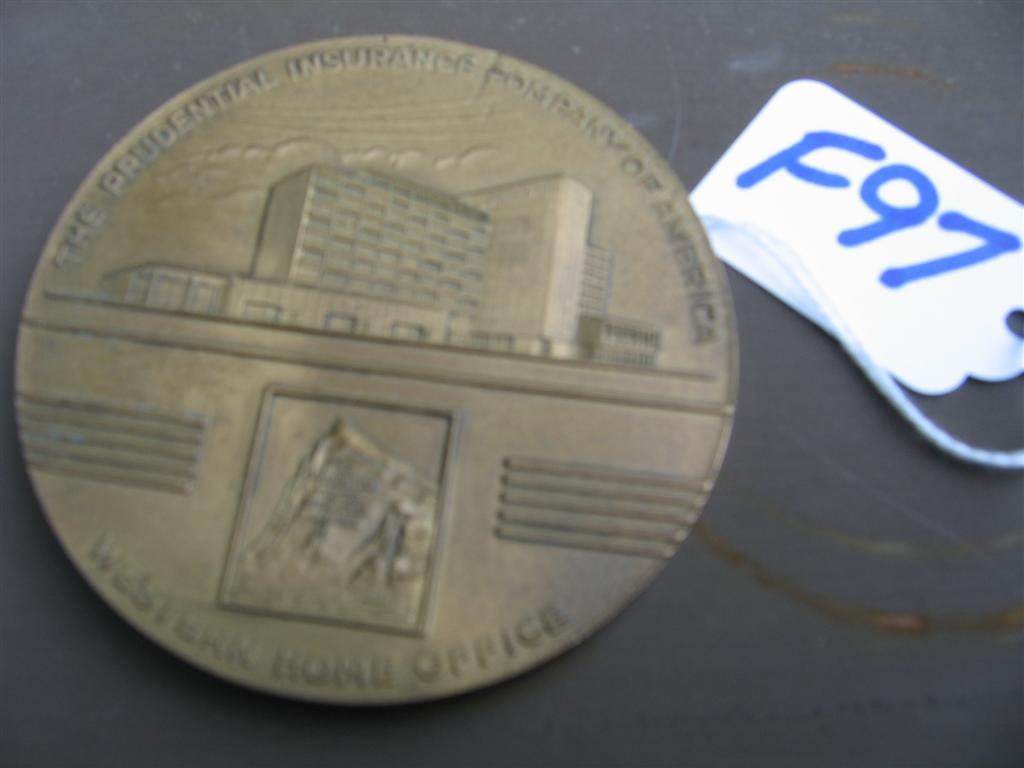 THE PRUDENTIAL INSURANCE COMPANY OF AMERICA
WESTERN HOME OFFICE
F97